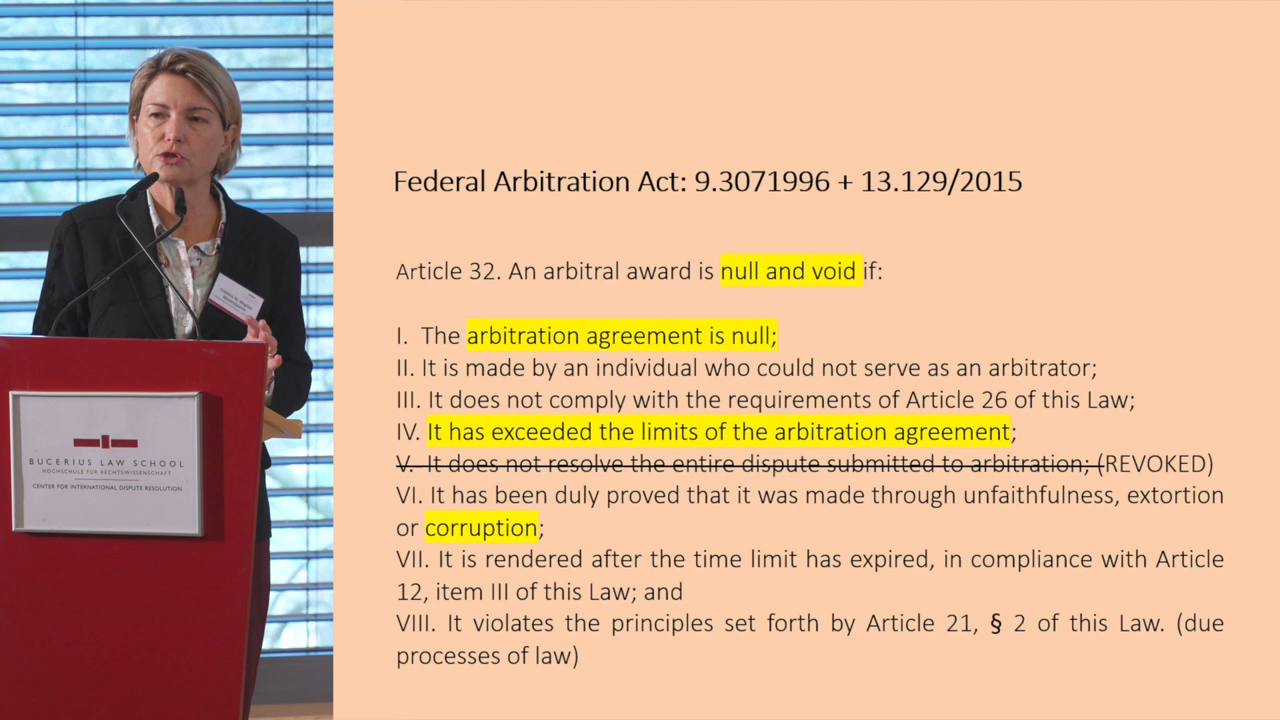 Federal Arbitration Act: 9.3071996 + 13.129/2015
Article 32. An arbitral award is null and void if:
I. The arbitration agreement is null;
II. It is made by an individual who could not serve as an arbitrator;
III. It does not comply with the requirements of Article 26 of this Law;
IV. It has exceeded the limits of the arbitration agreement;
V. It does not resolve the entire dispute submitted to arbitration; (REVOKED)
VI. It has been duly proved that it was made through unfaithfulness, extortion
or corruption;
VII. It is rendered after the time limit has expired, in compliance with Article
12, item III of this Law; and
VIII. It violates the principles set forth by Article 21, § 2 of this Law. (due
processes of law)
BUCERIUS LAW SCHOOL
HOCHSCHULE FÜR RECHTSWISSENSCHAFT
CENTER FOR INTERNATIONAL DISPUTE RESOLUTION